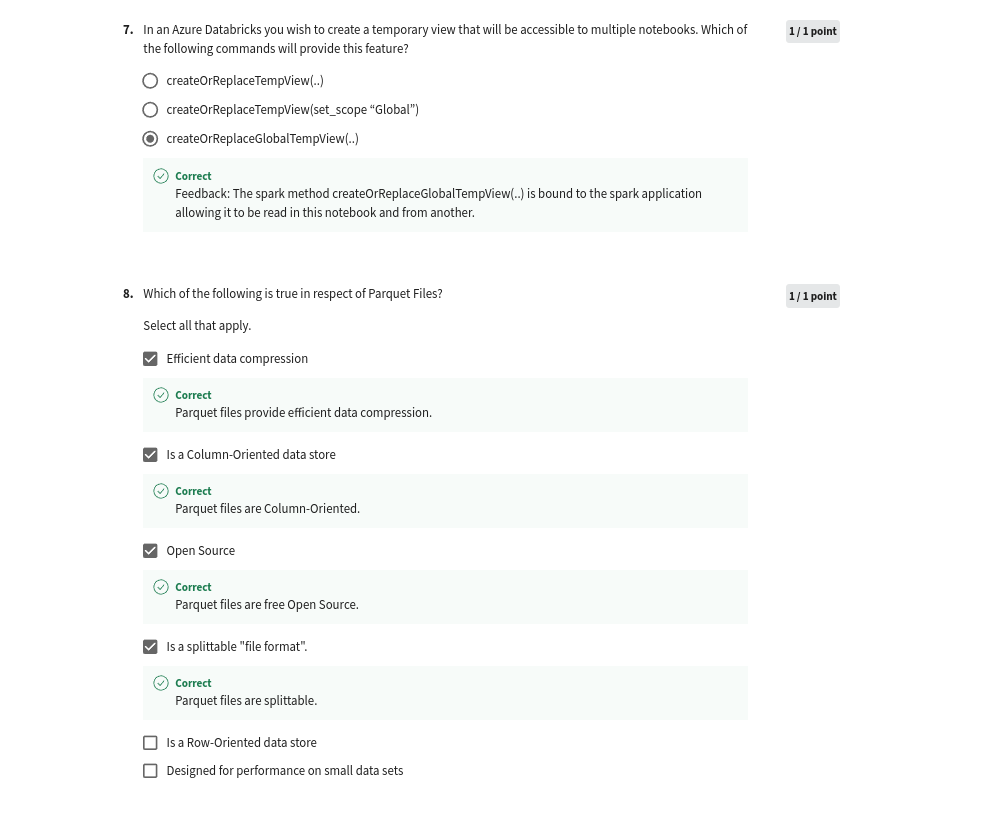 7. In an Azure Databricks you wish to create a temporary view that will be accessible to multiple notebooks. Which of
1 / 1 point
the following commands will provide this feature?
createOrReplaceTempView(..)
createOrReplaceTempView(set_scope “Global”)
createOrReplaceGlobalTempView(..)
Correct
Feedback: The spark method createOrReplaceGlobalTempView(..) is bound to the spark application
allowing it to be read in this notebook and from another.
8. Which of the following is true in respect of Parquet Files?
1 / 1 point
Select all that apply.
Efficient data compression
Correct
Parquet files provide efficient data compression.
Is a Column-Oriented data store
Correct
Parquet files are Column-Oriented.
Open Source
Correct
Parquet files are free Open Source.
Is a splittable "file format".
Correct
Parquet files are splittable.
Is a Row-Oriented data store
Designed for performance on small data sets